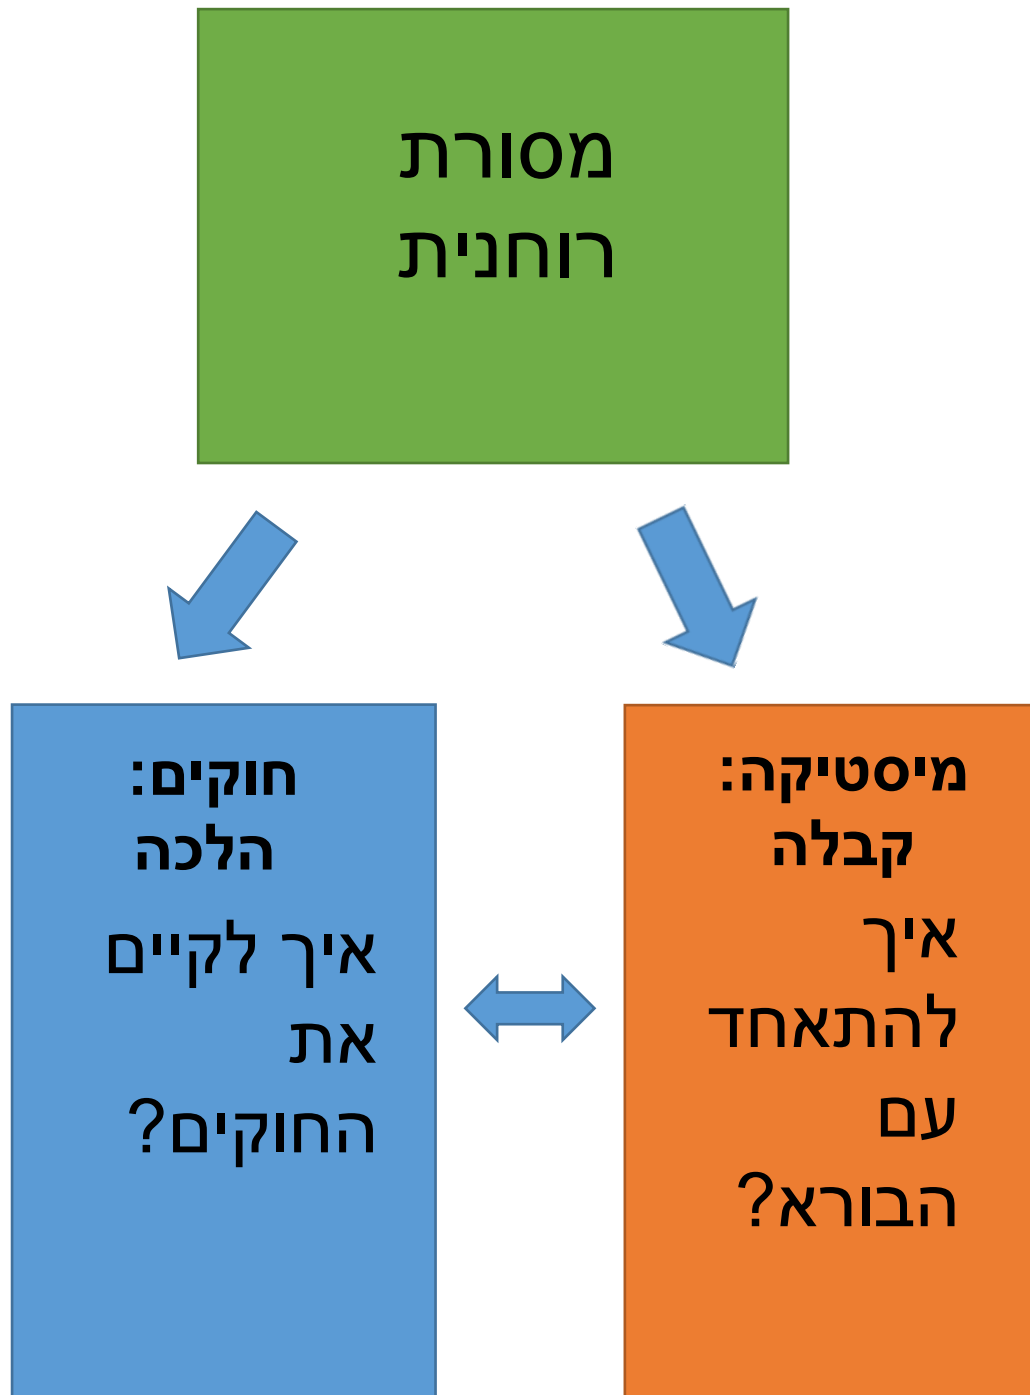 מסורת
רוחנית
מיסטיקה:
קבלה
איך
להתאחד
עם
הבורא?
חוקים:
הלכה
איך לקיים
את
החוקים?